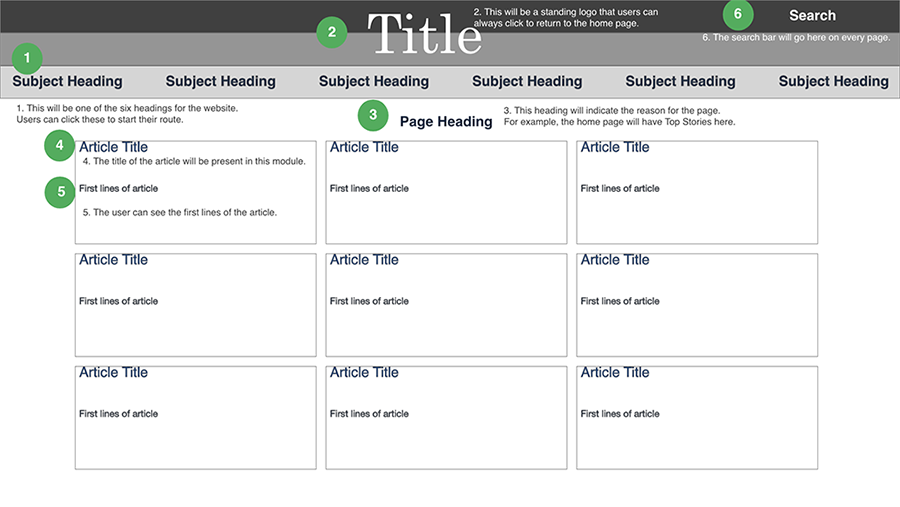 2. This will be a standing logo that users can
always click to return to the home page.
6
Search
2
Title
6. The search bar will go here on every page.
1
Subject Heading Subject Heading Subject Heading Subject Heading Subject Heading Subject Heading
1. This will be one of the six headings for the website.
Users can click these to start their route.
3
Page Heading
3. This heading will indicate the reason for the page.
For example, the home page will have Top Stories here.
4
Article Title
4. The title of the article will be present in this module.
5
First lines of article
5. The user can see the first lines of the article.
Article Title
First lines of article
Article Title
First lines of article
Article Title
First lines of article
Article Title
First lines of article
Article Title
First lines of article
Article Title
First lines of article
Article Title
First lines of article
Article Title
First lines of article